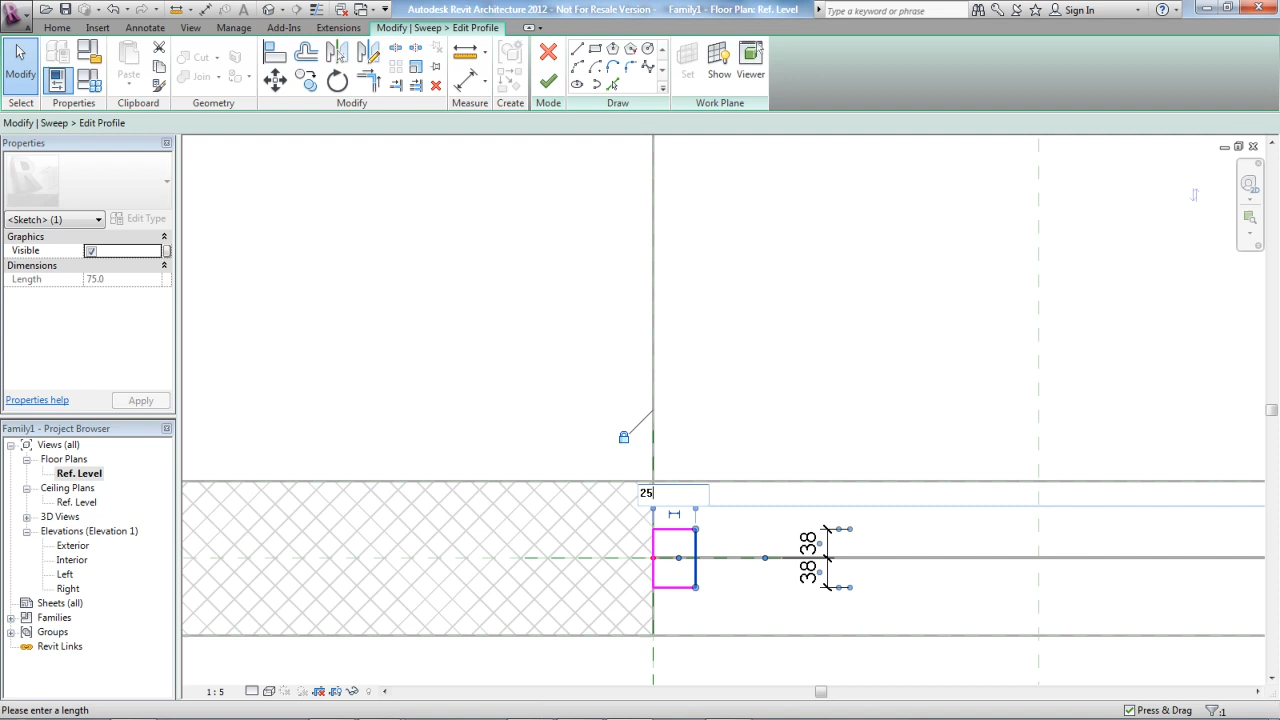 Autodesk Revit Architecture 2012 - Not For Resale Version - Family1 - Floor Plan: Ref. Level
Type a keyword or phrase
Sign In
Home Insert Annotate View Manage Add-Ins Extensions Modify | Sweep > Edit Profile
Modify
Paste
Cut
Join
Set Show Viewer
Select Properties Clipboard Geometry Modify Measure Create Mode Draw Work Plane
Modify | Sweep > Edit Profile
Properties
<Sketch> (1) Edit Type
Graphics
Visible
Dimensions
Length 75.0
Properties help Apply
Family1 - Project Browser
Views (all)
Floor Plans
Ref. Level
Ceiling Plans
Ref. Level
3D Views
Elevations (Elevation 1)
Exterior
Interior
Left
Right
Sheets (all)
Families
Groups
Revit Links
25
38
38
2D
1 : 5
Please enter a length
Press & Drag
:1